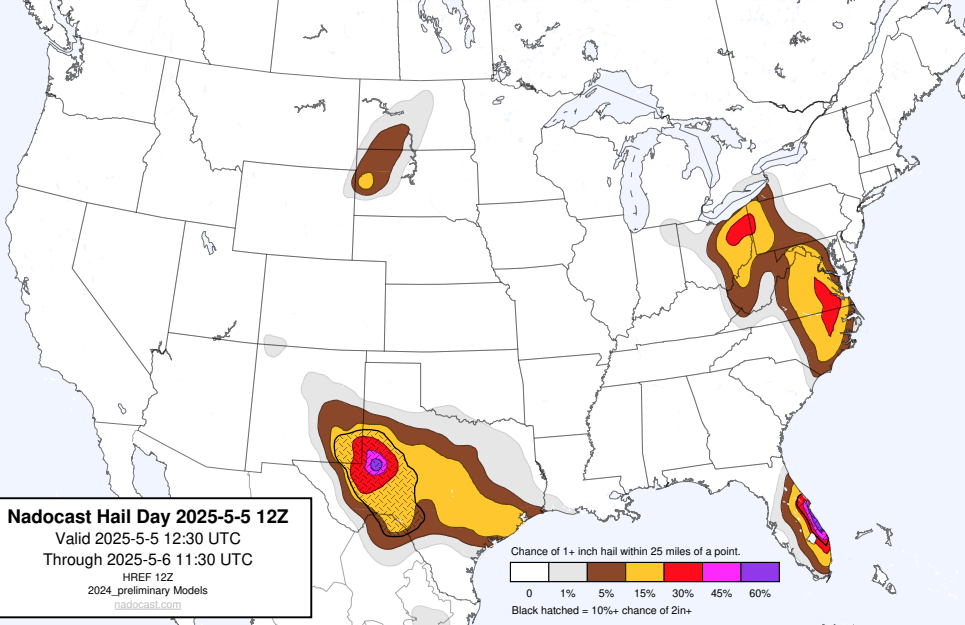 Nadocast Hail Day 2025-5-5 12Z
Valid 2025-5-5 12:30 UTC
Through 2025-5-6 11:30 UTC
HREF 12Z
2024_preliminary Models
nadocast.com
Chance of 1+ inch hail within 25 miles of a point.
0 1% 5% 15% 30% 45% 60%
Black hatched = 10%+ chance of 2in+